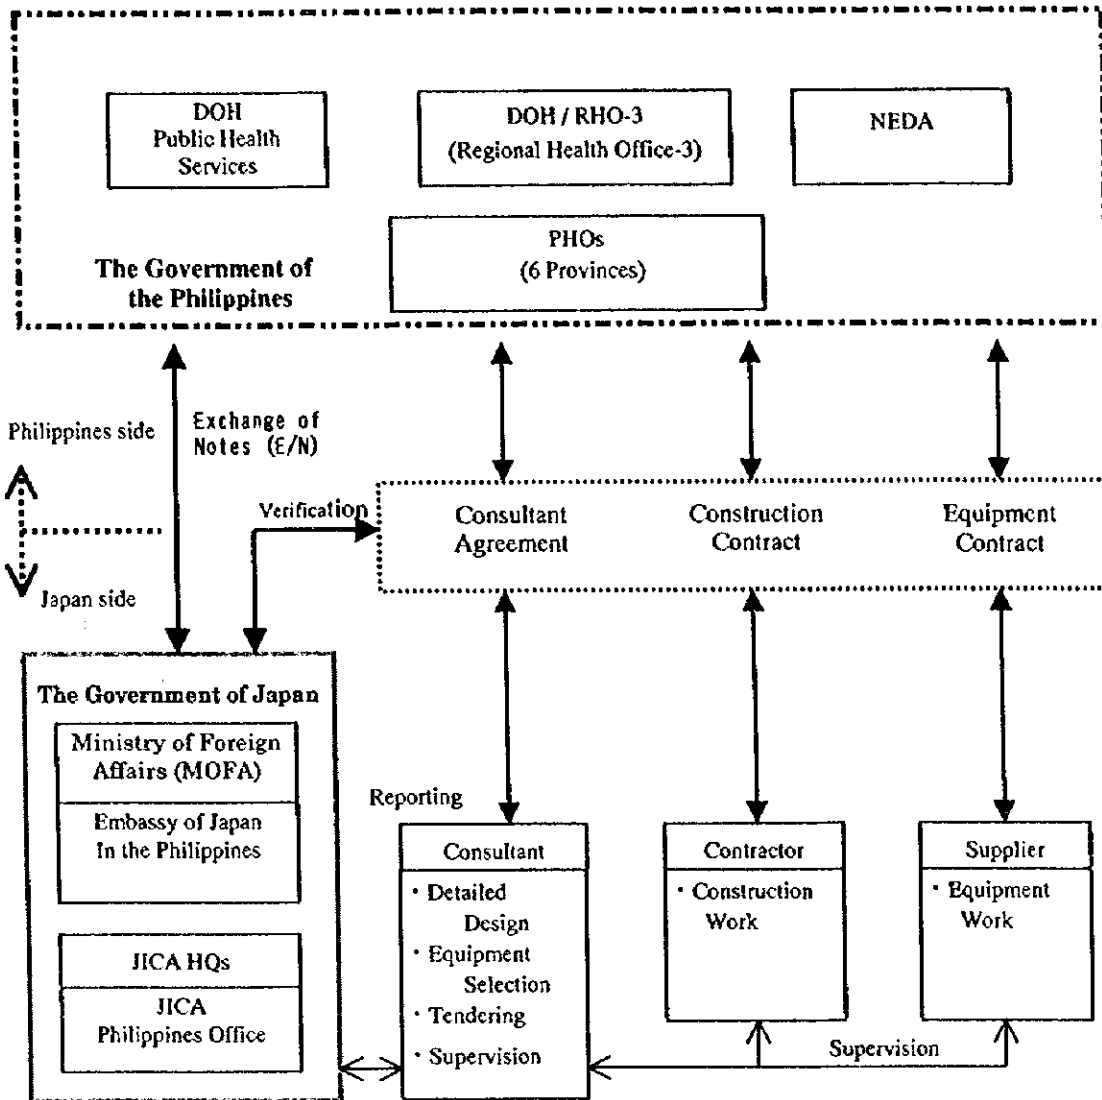 DOH
Public Health
Services
DOH / RHO-3
(Regional Health Office-3)
NEDA
PHOs
(6 Provinces)
The Government of
the Philippines
Exchange of
Notes (E/N)
Philippines side
Japan side
Verification
Consultant
Agreement
Construction
Contract
Equipment
Contract
The Government of Japan
Ministry of Foreign
Affairs (MOFA)
Embassy of Japan
In the Philippines
JICA HQs
JICA
Philippines Office
Reporting
Consultant
・Detailed
Design
・Equipment
Selection
・Tendering
・Supervision
Contractor
・Construction
Work
Supplier
・Equipment
Work
Supervision